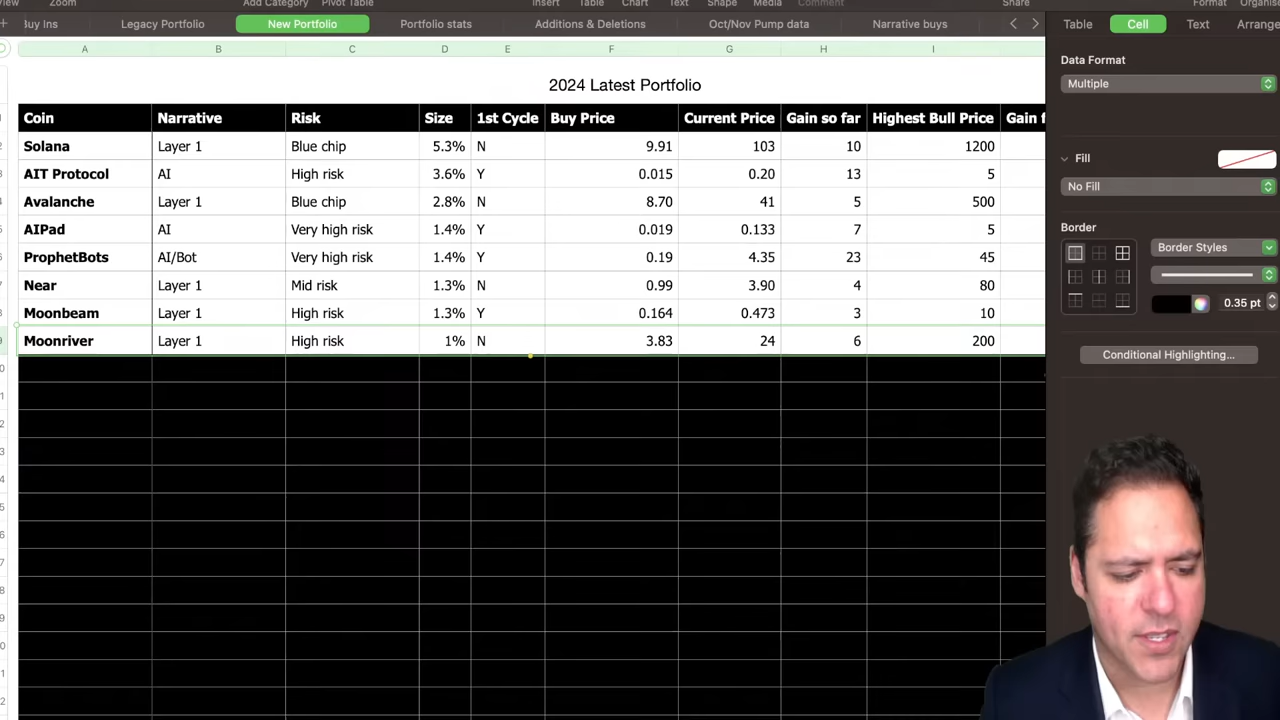 View Zoom Add Category Pivot Table Insert Table Chart Text Shape Media Comment Share Format Organise
Buy Ins Legacy Portfolio New Portfolio Portfolio stats Additions & Deletions Oct/Nov Pump data Narrative buys Table Cell Text Arrange
A B C D E F G H I
2024 Latest Portfolio
Coin Narrative Risk Size 1st Cycle Buy Price Current Price Gain so far Highest Bull Price Gain f
Solana Layer 1 Blue chip 5.3% N 9.91 103 10 1200
AIT Protocol AI High risk 3.6% Y 0.015 0.20 13 5
Avalanche Layer 1 Blue chip 2.8% N 8.70 41 5 500
AIPad AI Very high risk 1.4% Y 0.019 0.133 7 5
ProphetBots AI/Bot Very high risk 1.4% Y 0.19 4.35 23 45
Near Layer 1 Mid risk 1.3% N 0.99 3.90 4 80
Moonbeam Layer 1 High risk 1.3% Y 0.164 0.473 3 10
Moonriver Layer 1 High risk 1% N 3.83 24 6 200
Data Format
Multiple
Fill
No Fill
Border
Border Styles
0.35 pt
Conditional Highlighting...